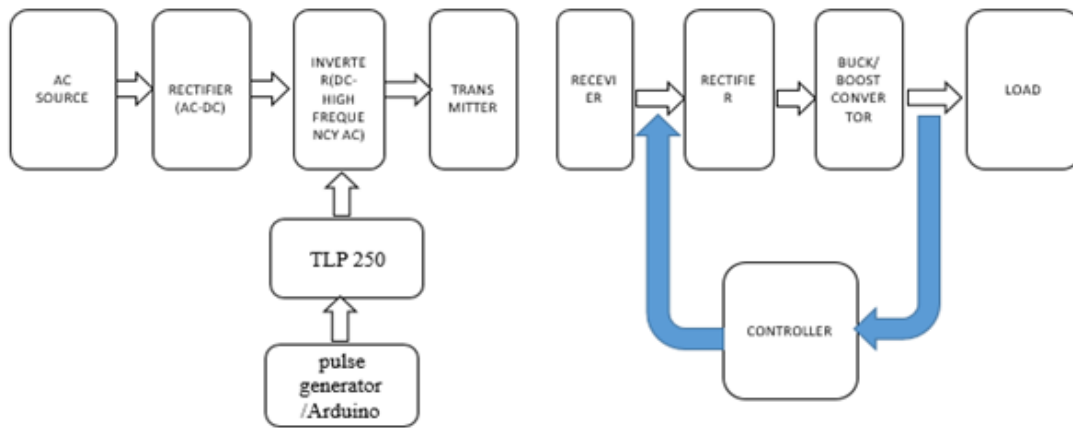 AC
SOURCE
RECTIFIER
(AC-DC)
INVERTE
R(DC-
HIGH
FREQUE
NCY AC)
TRANS
MITTER
TLP 250
pulse
generator
/Arduino
RECEVI
ER
RECTIFIE
R
BUCK/
BOOST
CONVER
TOR
LOAD
CONTROLLER